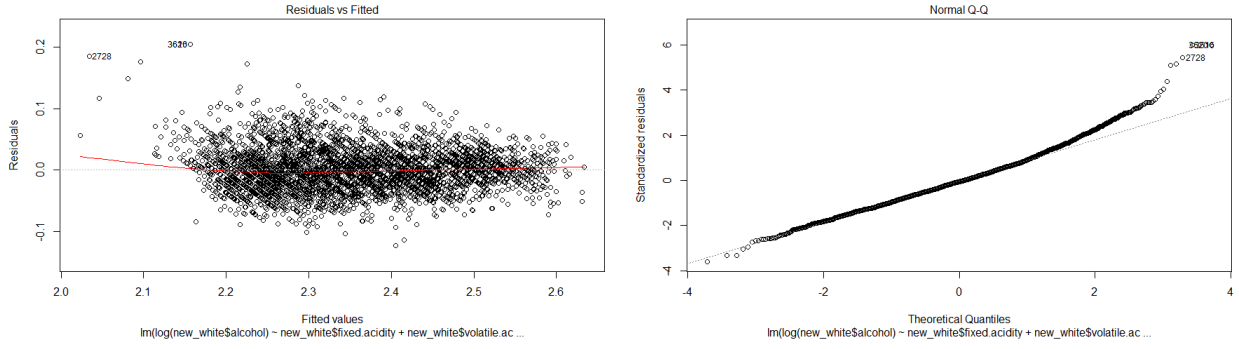 Residuals vs Fitted
Residuals
0.2
0.1
0.0
-0.1
2728
2.0 2.1 2.2 2.3 2.4 2.5 2.6
Fitted values
lm(log(new_white$alcohol) ~ new_white$fixed.acidity + new_white$volatile.ac ...
Normal Q-Q
Standardized residuals
6
4
2
0
-2
-4
2728
-4 -2 0 2 4
Theoretical Quantiles
lm(log(new_white$alcohol) ~ new_white$fixed.acidity + new_white$volatile.ac ...